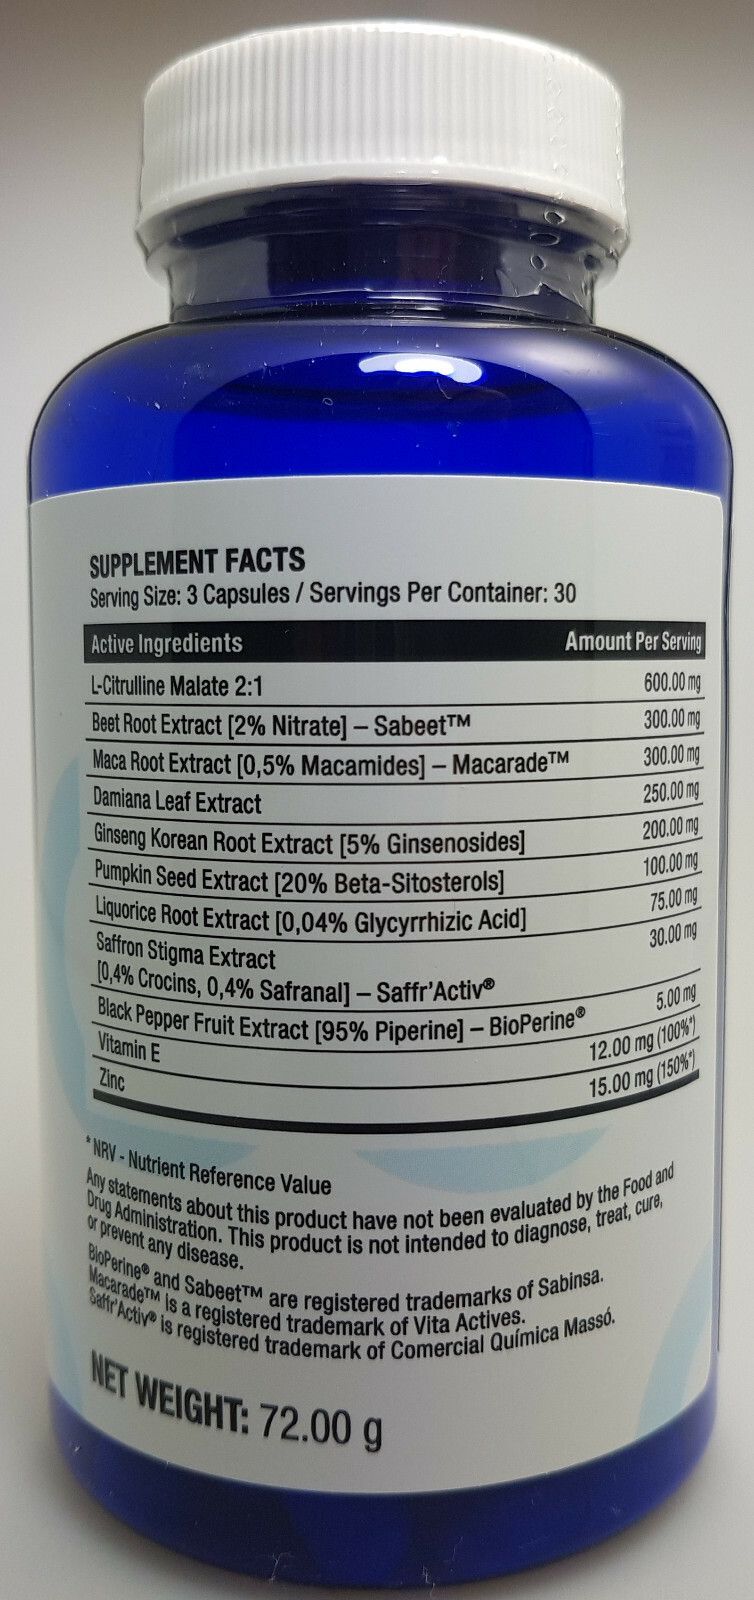 SUPPLEMENT FACTS
Serving Size: 3 Capsules / Servings Per Container: 30
Active Ingredients Amount Per Serving
L-Citrulline Malate 2:1 600.00 mg
Beet Root Extract [2% Nitrate] – Sabeet™ 300.00 mg
Maca Root Extract [0,5% Macamides] – Macarade™ 300.00 mg
Damiana Leaf Extract 250.00 mg
Ginseng Korean Root Extract [5% Ginsenosides] 200.00 mg
Pumpkin Seed Extract [20% Beta-Sitosterols] 100.00 mg
Liquorice Root Extract [0,04% Glycyrrhizic Acid] 75.00 mg
Saffron Stigma Extract 30.00 mg
[0,4% Crocins, 0,4% Safranal] – Saffr'Activ®
Black Pepper Fruit Extract [95% Piperine] – BioPerine® 5.00 mg
Vitamin E 12.00 mg (100%*)
Zinc 15.00 mg (150%*)
* NRV - Nutrient Reference Value
Any statements about this product have not been evaluated by the Food and
Drug Administration. This product is not intended to diagnose, treat, cure,
or prevent any disease.
BioPerine® and Sabeet™ are registered trademarks of Sabinsa.
Macarade™ is a registered trademark of Vita Actives.
Saffr'Activ® is registered trademark of Comercial Química Massó.
NET WEIGHT: 72.00 g